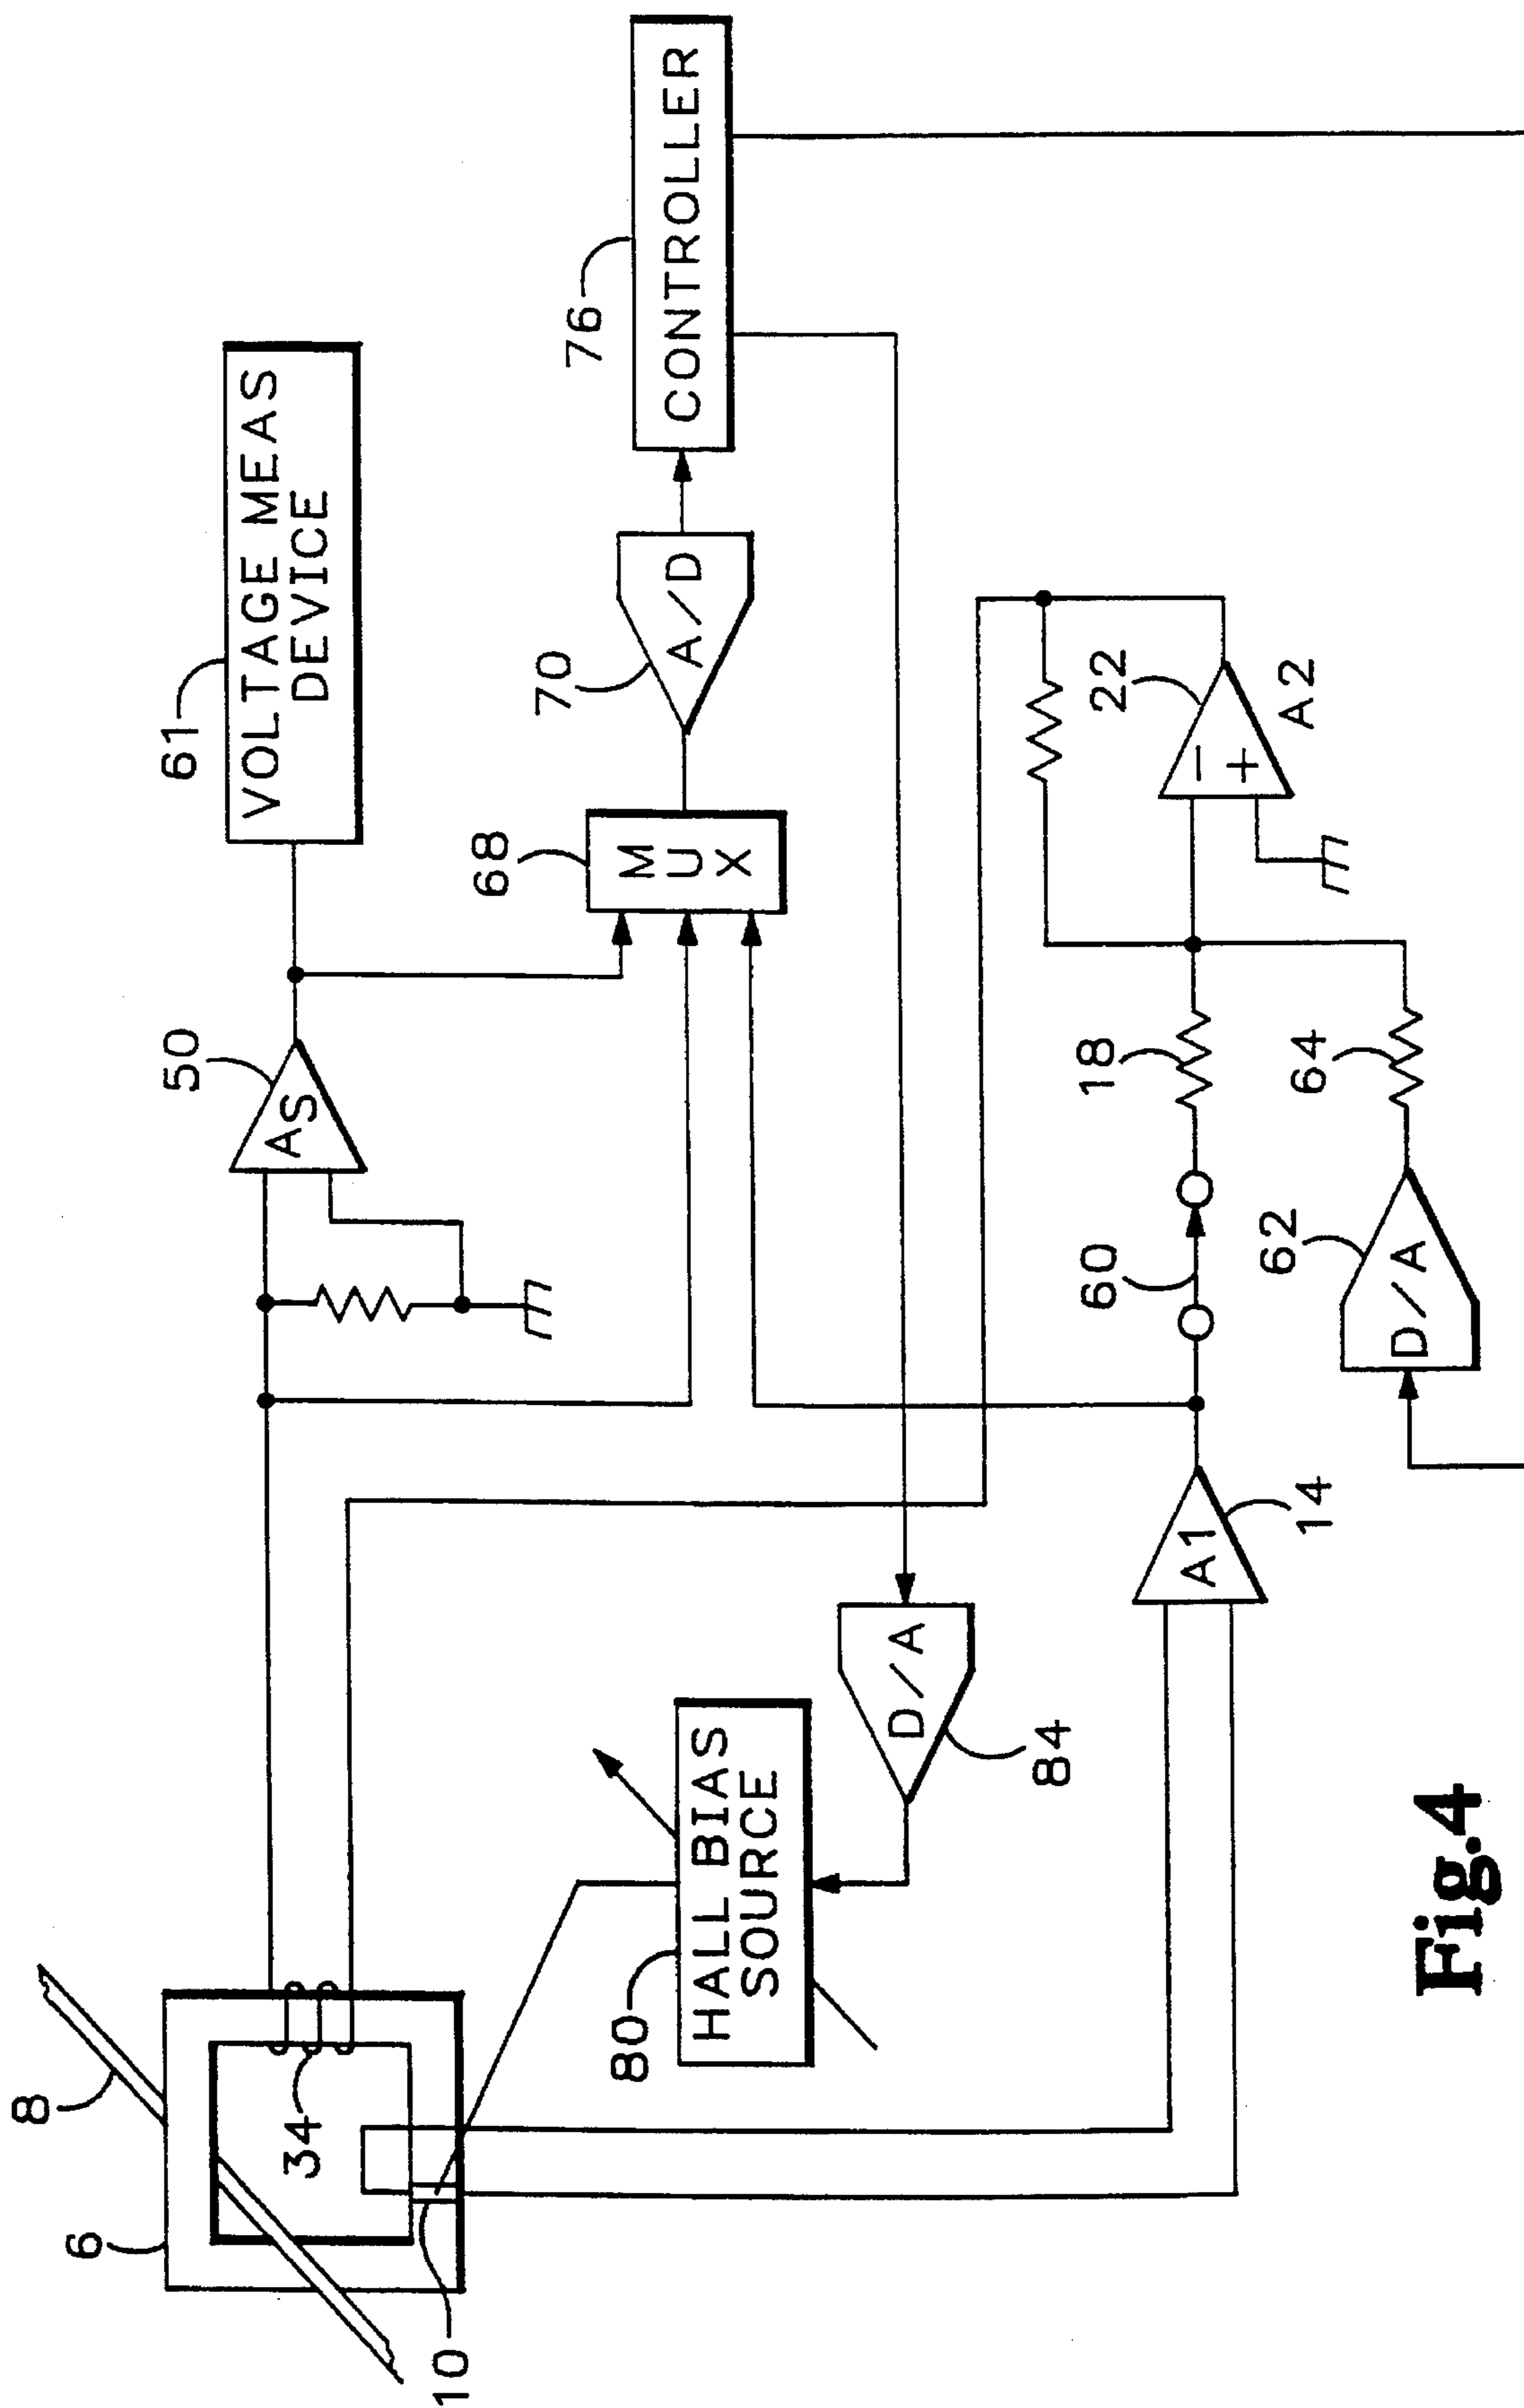 8
6
34
10
50
A_S
61
VOLTAGE MEAS
DEVICE
68
MUX
70
A/D
76
CONTROLLER
80
HALL BIAS
SOURCE
84
D/A
14
A1
60
18
22
−
+
A2
62
D/A
64
Fig.4